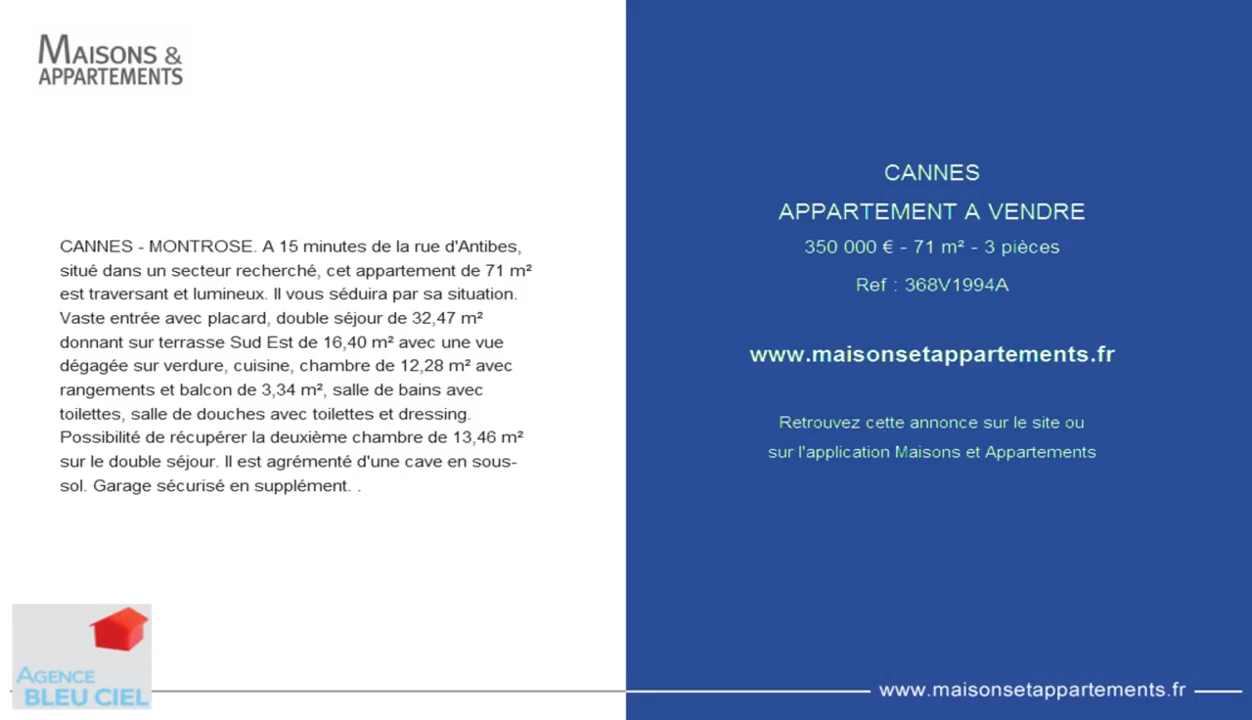 MAISONS &
APPARTEMENTS
CANNES - MONTROSE. A 15 minutes de la rue d'Antibes,
situé dans un secteur recherché, cet appartement de 71 m²
est traversant et lumineux. Il vous séduira par sa situation.
Vaste entrée avec placard, double séjour de 32,47 m²
donnant sur terrasse Sud Est de 16,40 m² avec une vue
dégagée sur verdure, cuisine, chambre de 12,28 m² avec
rangements et balcon de 3,34 m², salle de bains avec
toilettes, salle de douches avec toilettes et dressing.
Possibilité de récupérer la deuxième chambre de 13,46 m²
sur le double séjour. Il est agrémenté d'une cave en sous-
sol. Garage sécurisé en supplément. .
AGENCE
BLEU CIEL
CANNES
APPARTEMENT A VENDRE
350 000 € - 71 m² - 3 pièces
Ref : 368V1994A
www.maisonsetappartements.fr
Retrouvez cette annonce sur le site ou
sur l'application Maisons et Appartements
www.maisonsetappartements.fr